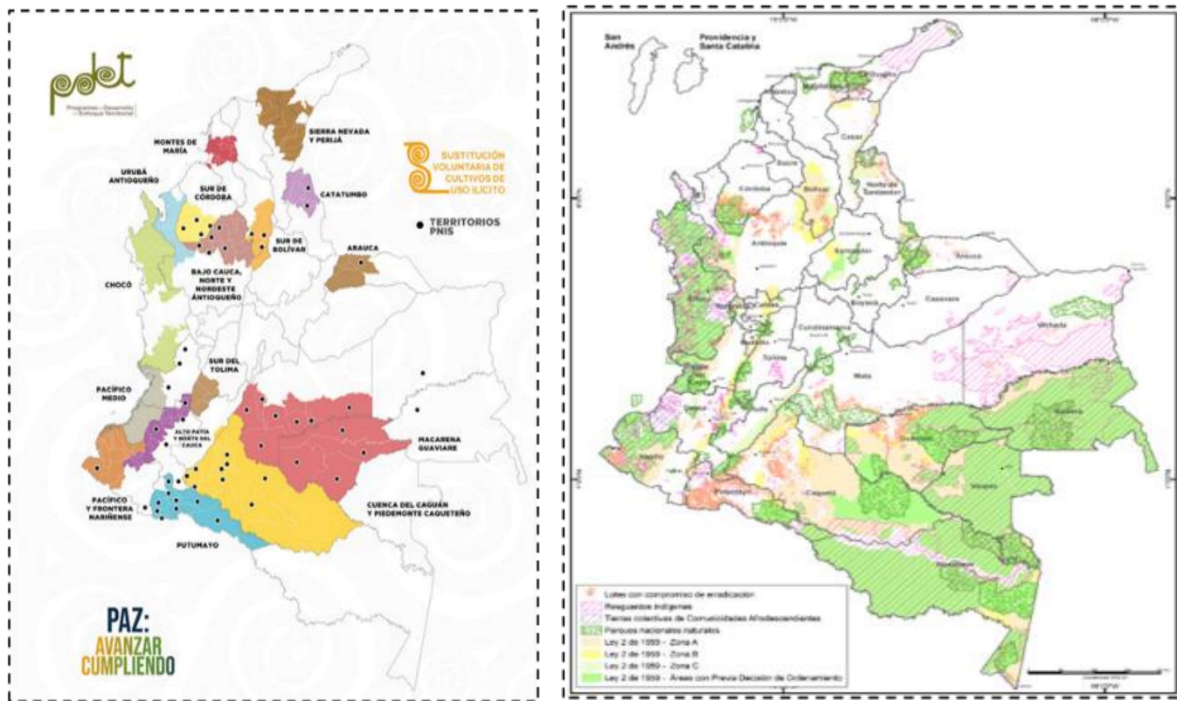 pdet
Programas de Desarrollo
con Enfoque Territorial
MONTES DE
MARÍA
SIERRA NEVADA
Y PERIJÁ
SUSTITUCIÓN
VOLUNTARIA DE
CULTIVOS DE
USO ILÍCITO
URUBÁ
ANTIOQUEÑO
SUR DE
CÓRDOBA
CATATUMBO
TERRITORIOS
PNIS
SUR DE
BOLÍVAR
ARAUCA
BAJO CAUCA,
NORTE Y
NORDESTE
ÁNTIOQUEÑO
CHOCÓ
SUR DEL
TOLIMA
PACÍFICO
MEDIO
ALTO PATÍA
Y NORTE DEL
CAUCA
MACARENA
GUAVIARE
PACÍFICO
Y FRONTERA
NARIÑENSE
CUENCA DEL CAGUÁN
Y PIEDEMONTE CAQUETEÑO
PUTUMAYO
PAZ:
AVANZAR
CUMPLIENDO
San
Andrés
Providencia y
Santa Catalina
Cesar
Sucre
Córdoba
Bolívar
Norte de
Santander
Antioquia
Santander
Arauca
Boyacá
Casanare
Cundinamarca
Vichada
Tolima
Meta
Nariño
Putumayo
Caquetá
Vaupés
Lotes con compromiso de erradicación
Resguardos indígenas
Tierras colectivas de Comunidades Afrodescendientes
Parques nacionales naturales
Ley 2 de 1959 - Zona A
Ley 2 de 1959 - Zona B
Ley 2 de 1959 - Zona C
Ley 2 de 1959 - Áreas con Previa Decisión de Ordenamiento